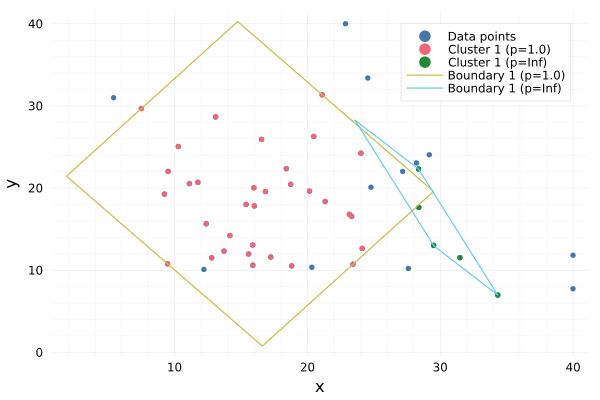 40
30
20
10
0
y
10
20
30
40
x
Data points
Cluster 1 (p=1.0)
Cluster 1 (p=Inf)
Boundary 1 (p=1.0)
Boundary 1 (p=Inf)